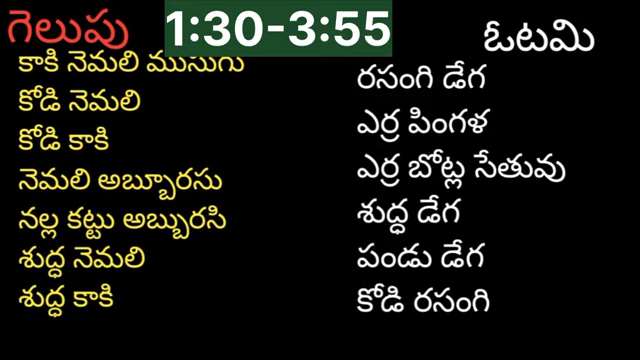 గెలుపు
1:30-3:55
ఓటమి
కాకి నెమలి ముసుగు
కోడి నెమలి
కోడి కాకి
నెమలి అబ్బూరసు
నల్ల కట్టు అబ్బురసి
శుద్ధ నెమలి
శుద్ధ కాకి
రసంగి డేగ
ఎర్ర పింగళ
ఎర్ర బోట్ల సేతువు
శుద్ధ డేగ
పండు డేగ
కోడి రసంగి